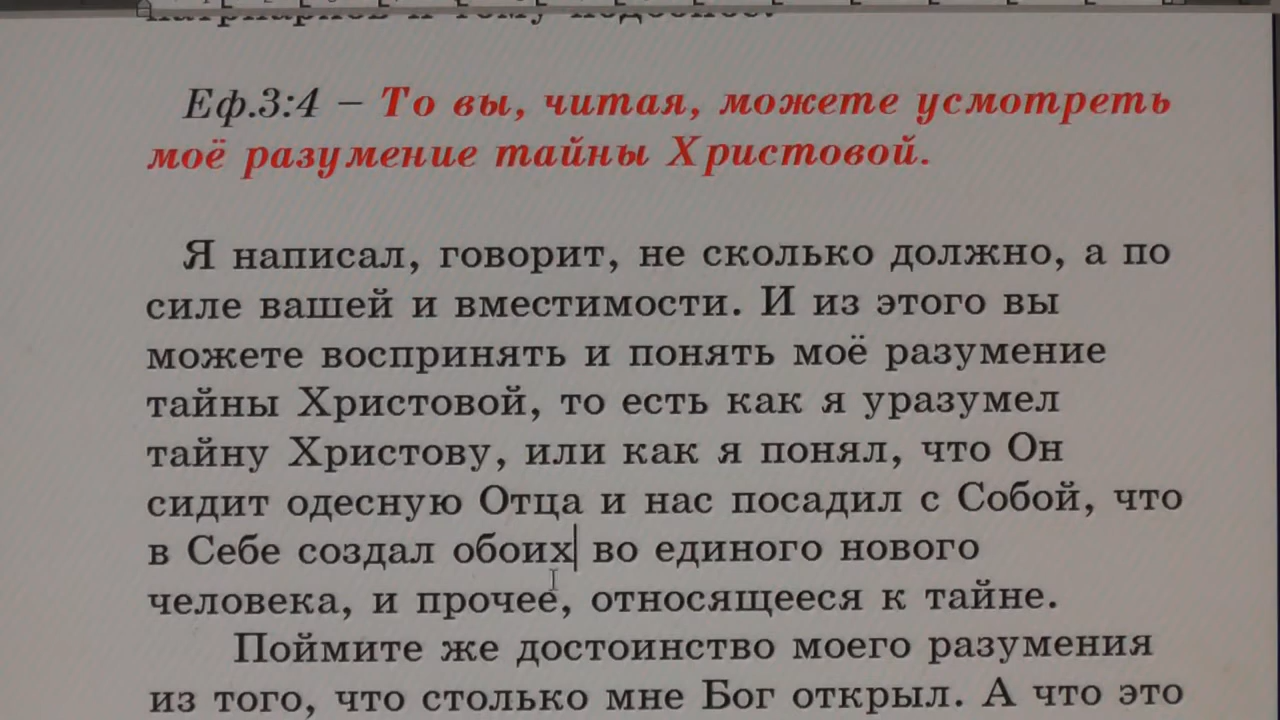 Еф.3:4 – То вы, читая, можете усмотреть
моё разумение тайны Христовой.
Я написал, говорит, не сколько должно, а по
силе вашей и вместимости. И из этого вы
можете воспринять и понять моё разумение
тайны Христовой, то есть как я уразумел
тайну Христову, или как я понял, что Он
сидит одесную Отца и нас посадил с Собой, что
в Себе создал обоих во единого нового
человека, и прочее, относящееся к тайне.
Поймите же достоинство моего разумения
из того, что столько мне Бог открыл. А что это